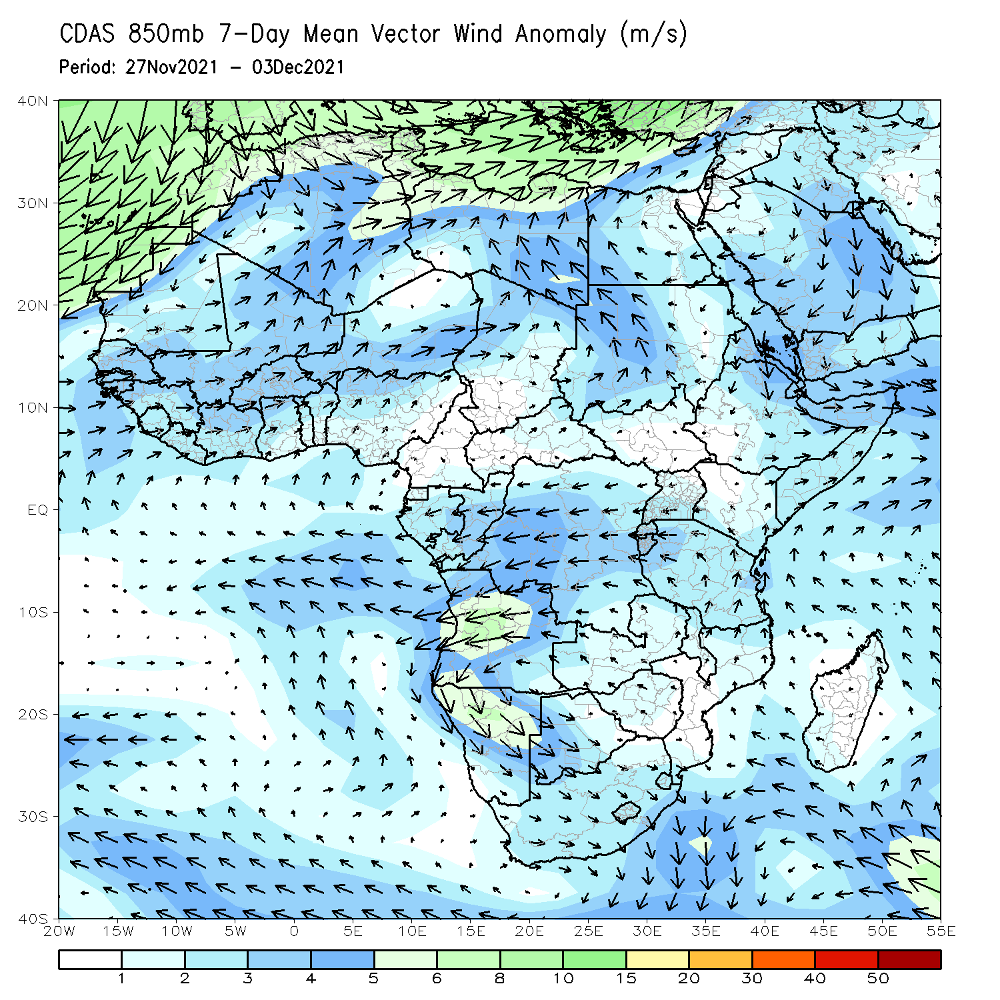 CDAS 850mb 7-Day Mean Vector Wind Anomaly (m/s)
Period: 27Nov2021 - 03Dec2021
40N
30N
20N
10N
EQ
10S
20S
30S
40S
20W 15W 10W 5W 0 5E 10E 15E 20E 25E 30E 35E 40E 45E 50E 55E
1 2 3 4 5 6 8 10 15 20 30 40 50